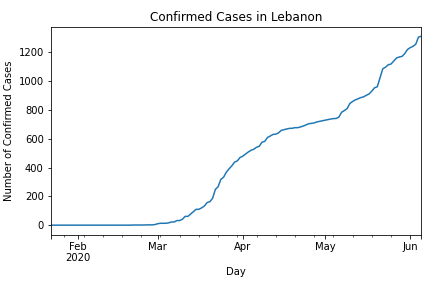 Confirmed Cases in Lebanon
1200
1000
800
600
400
200
0
Number of Confirmed Cases
Feb Mar Apr May Jun
2020
Day